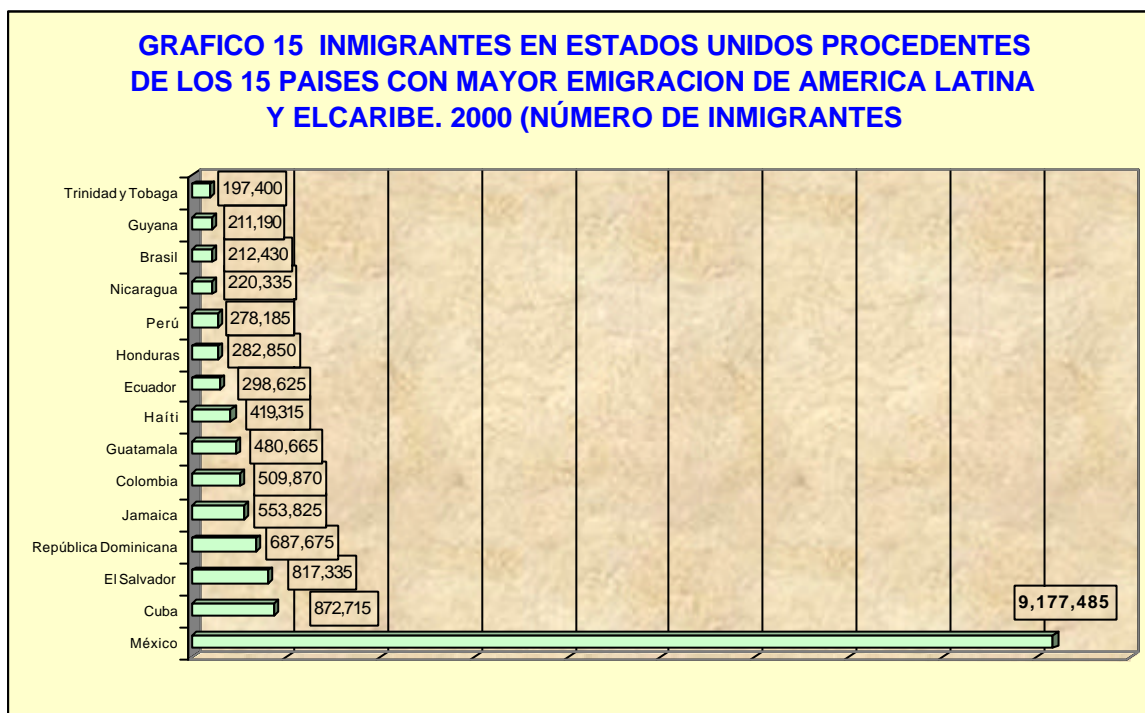 GRAFICO 15 INMIGRANTES EN ESTADOS UNIDOS PROCEDENTES
DE LOS 15 PAISES CON MAYOR EMIGRACION DE AMERICA LATINA
Y ELCARIBE. 2000 (NÚMERO DE INMIGRANTES
Trinidad y Tobaga 197,400
Guyana 211,190
Brasil 212,430
Nicaragua 220,335
Perú 278,185
Honduras 282,850
Ecuador 298,625
Haíti 419,315
Guatamala 480,665
Colombia 509,870
Jamaica 553,825
República Dominicana 687,675
El Salvador 817,335
Cuba 872,715
México 9,177,485